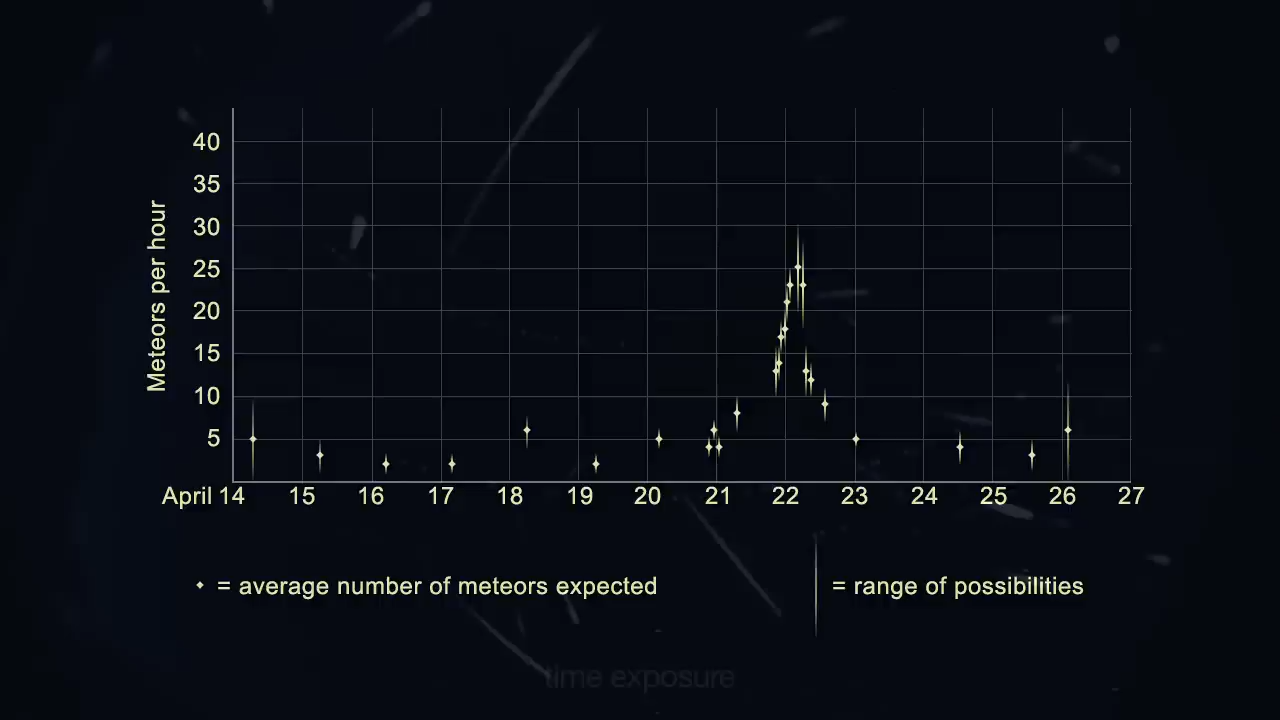 40
35
30
25
20
15
10
5
Meteors per hour
April 14 15 16 17 18 19 20 21 22 23 24 25 26 27
= average number of meteors expected
= range of possibilities
time exposure